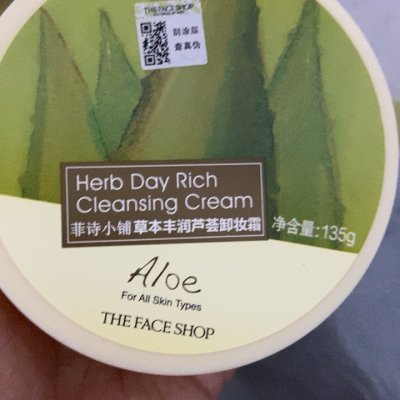 THE FACE SHOP
刮涂层
查真伪
Herb Day Rich
Cleansing Cream
菲诗小铺草本丰润芦荟卸妆霜
净含量:135g
Aloe
For All Skin Types
THE FACE SHOP